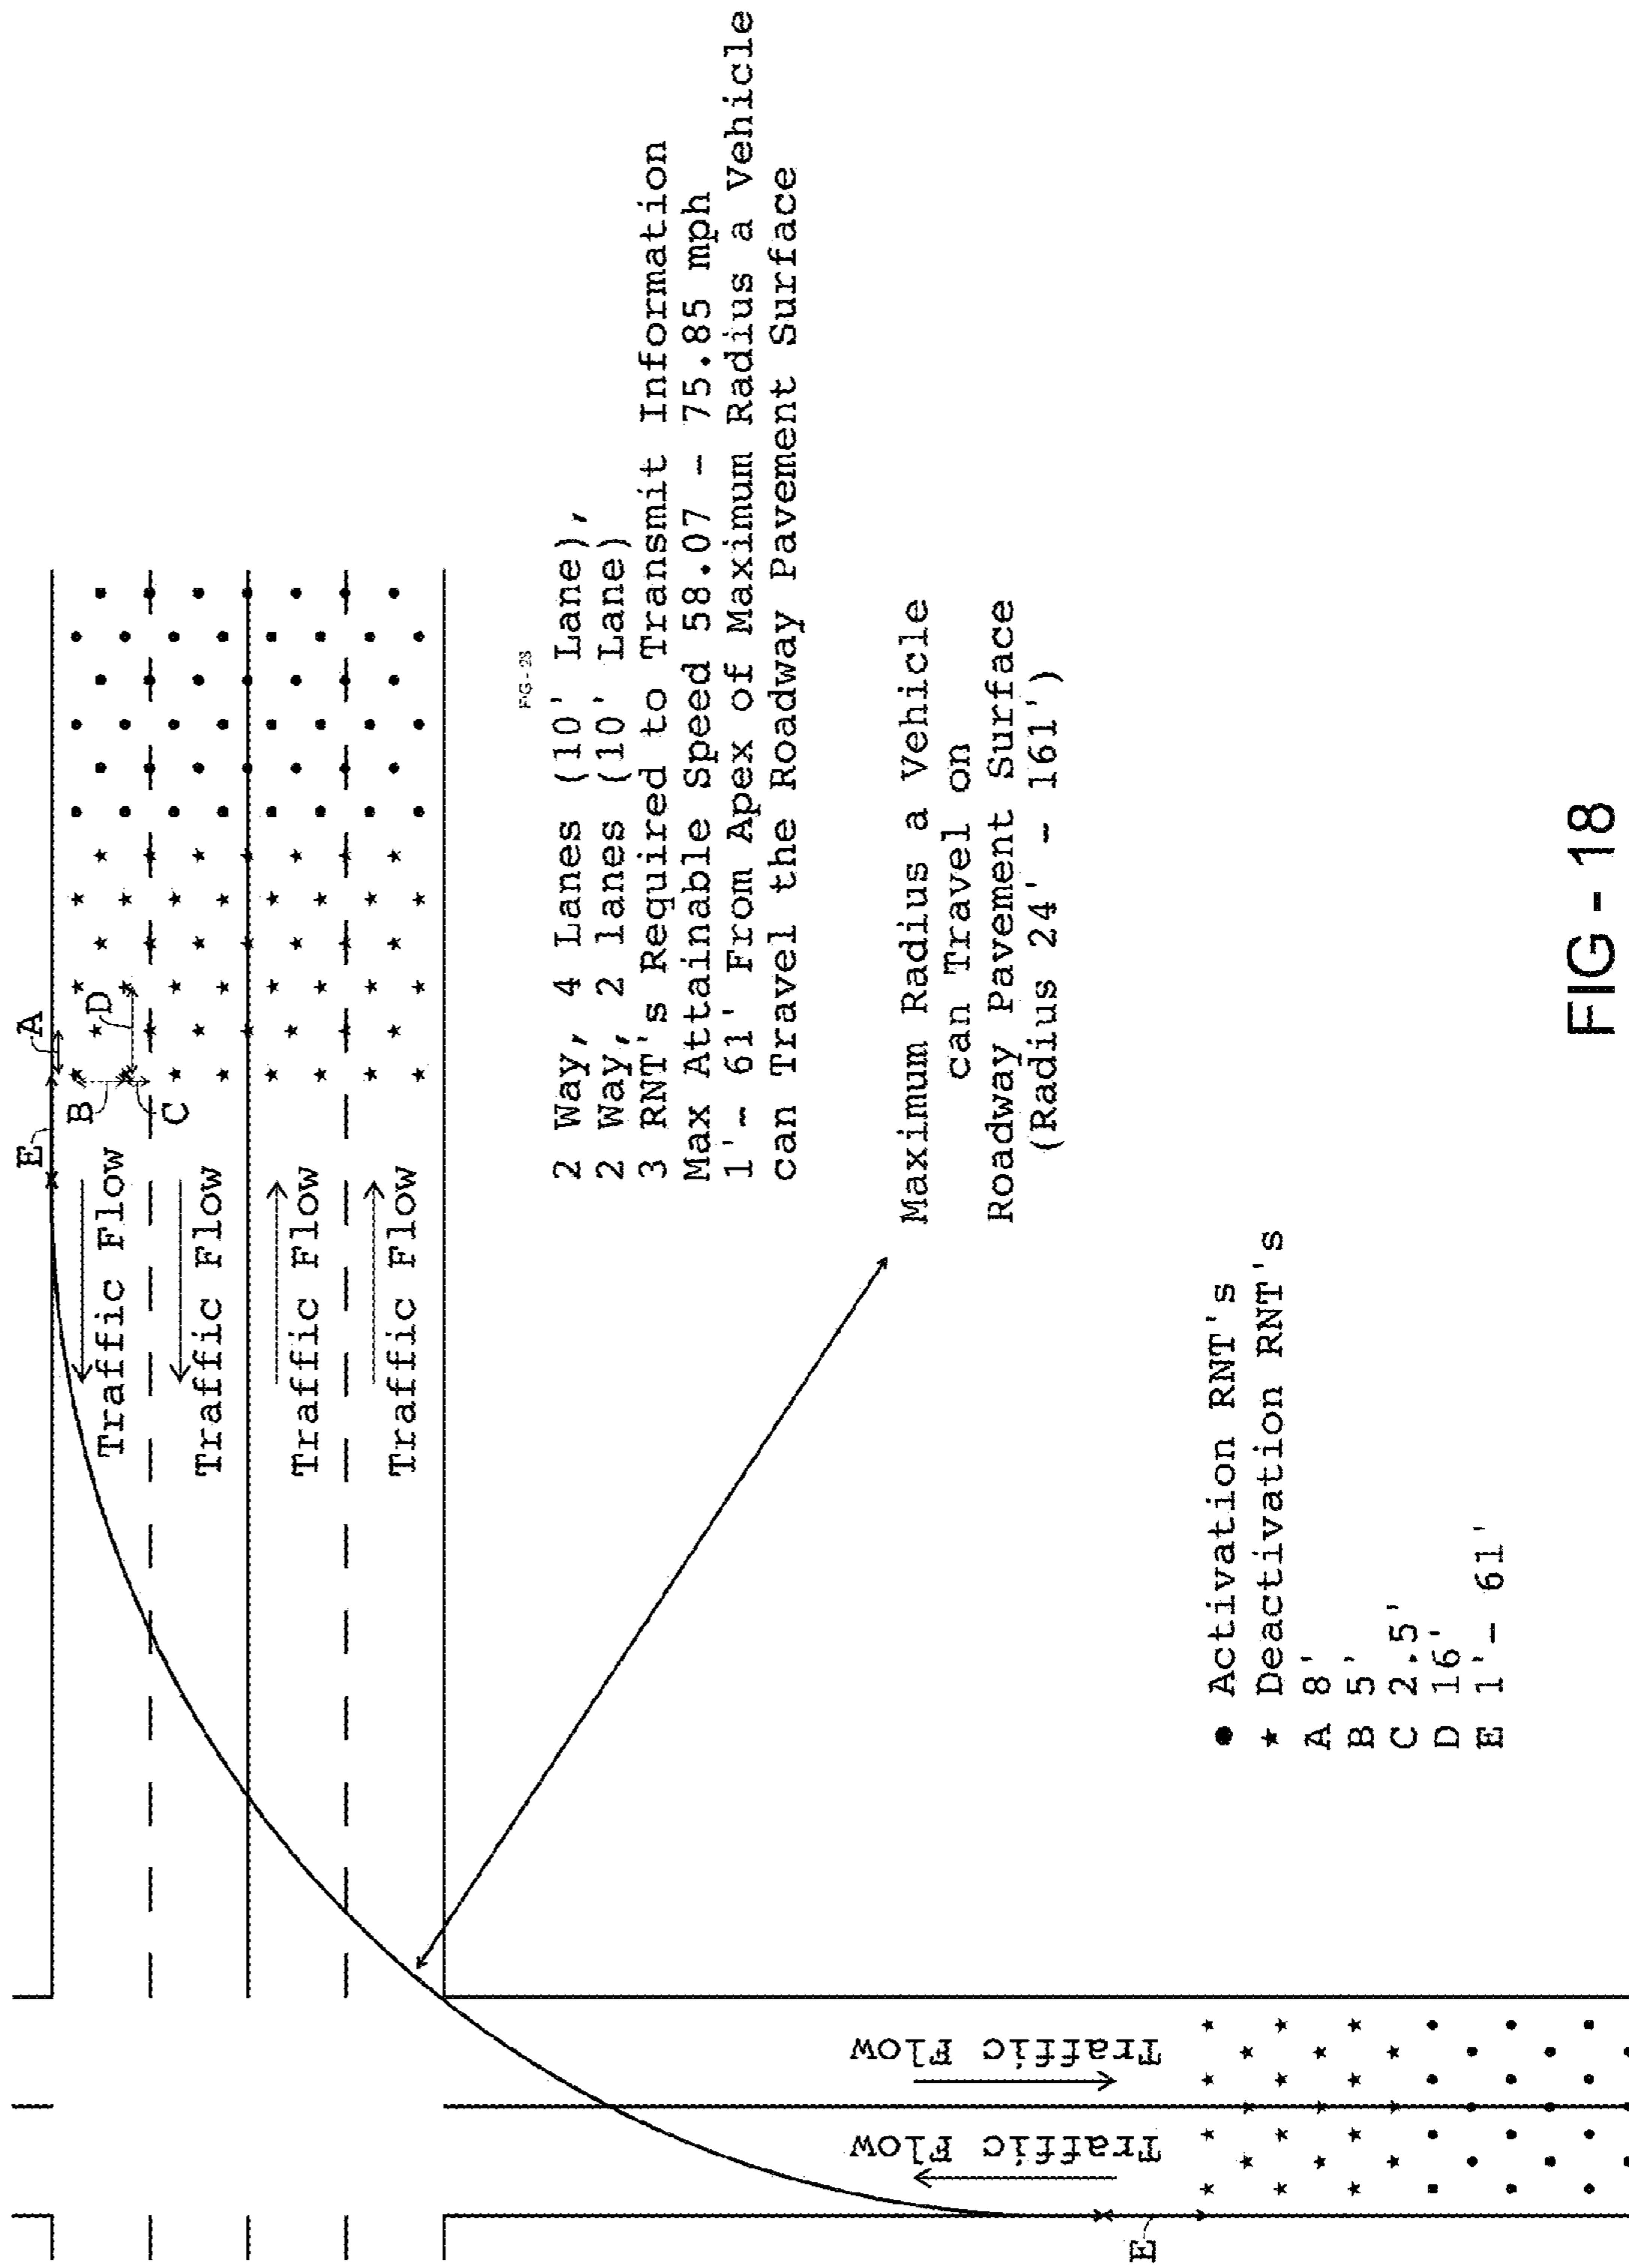 E
A
B
D
C
Traffic Flow
Traffic Flow
Traffic Flow
Traffic Flow
FIG-28
2 Way, 4 Lanes (10' Lane),
2 Way, 2 lanes (10' Lane)
3 RNT's Required to Transmit Information
Max Attainable Speed 58.07 - 75.85 mph
1'- 61' From Apex of Maximum Radius a Vehicle
can Travel the Roadway Pavement Surface
Maximum Radius a Vehicle
can Travel on
Roadway Pavement Surface
(Radius 24' - 161')
Traffic Flow
Traffic Flow
E
● Activation RNT's
★ Deactivation RNT's
A 8'
B 5'
C 2.5'
D 16'
E 1'- 61'
FIG - 18